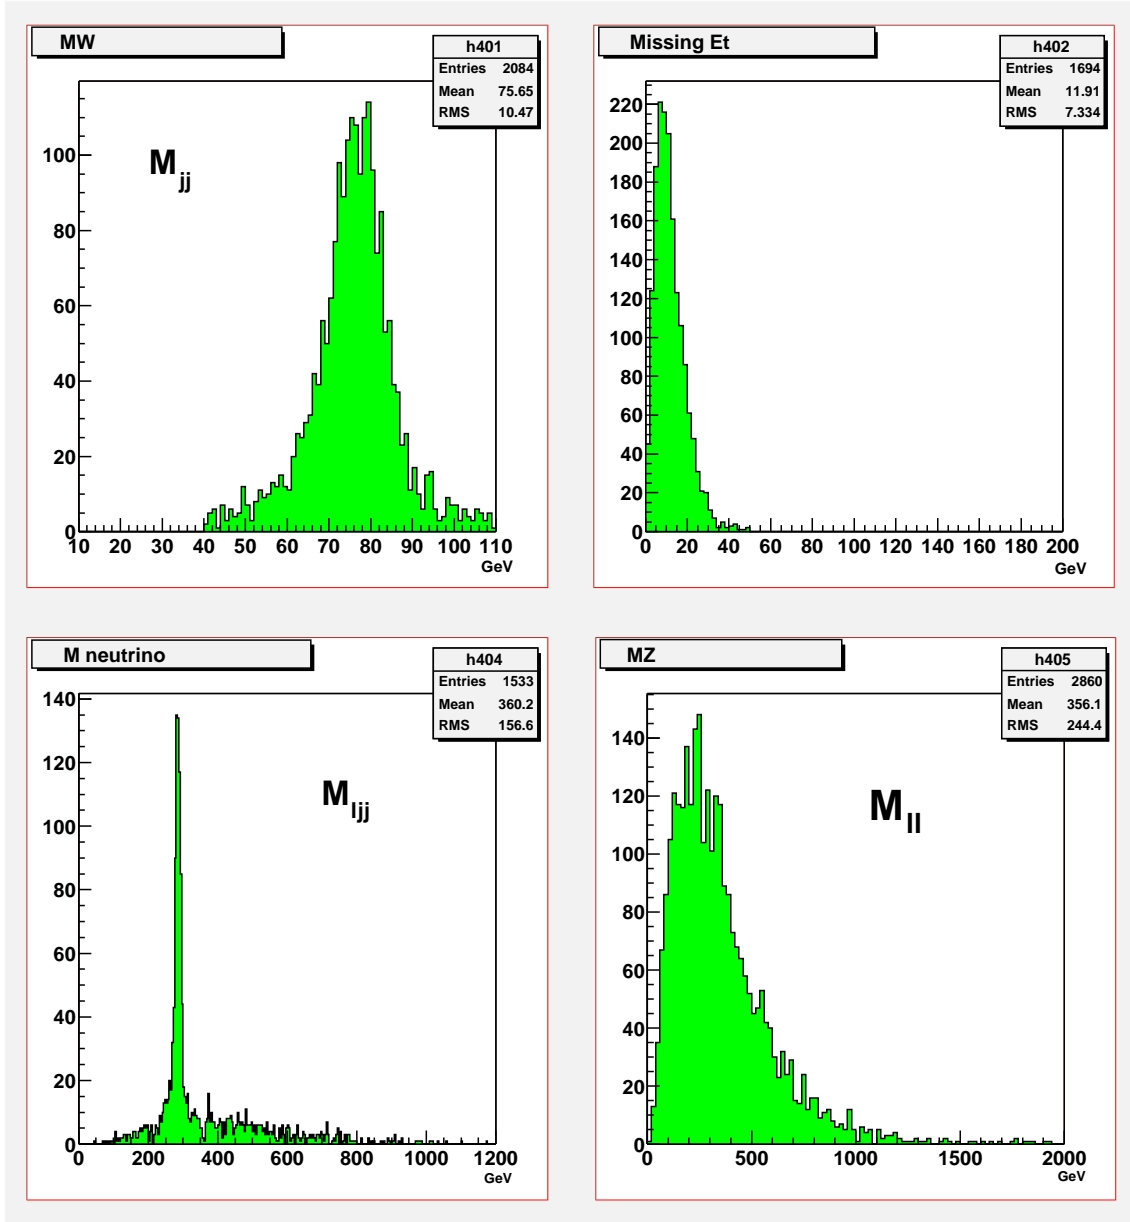 MW
h401
Entries 2084
Mean 75.65
RMS 10.47
M jj
100
80
60
40
20
0
10 20 30 40 50 60 70 80 90 100 110
GeV
Missing Et
h402
Entries 1694
Mean 11.91
RMS 7.334
220
200
180
160
140
120
100
80
60
40
20
0
0 20 40 60 80 100 120 140 160 180 200
GeV
M neutrino
h404
Entries 1533
Mean 360.2
RMS 156.6
M ljj
140
120
100
80
60
40
20
0
0 200 400 600 800 1000 1200
GeV
MZ
h405
Entries 2860
Mean 356.1
RMS 244.4
M ll
140
120
100
80
60
40
20
0
0 500 1000 1500 2000
GeV